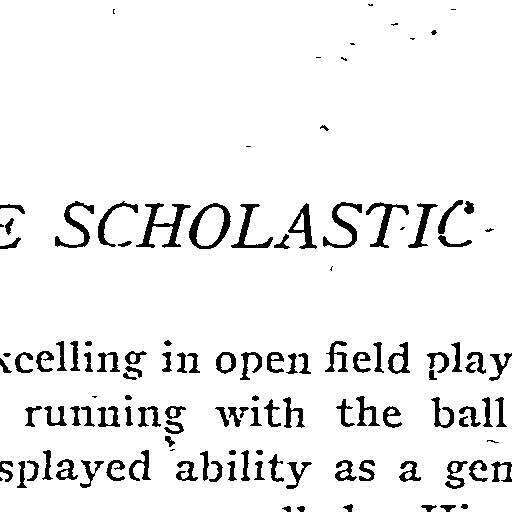 E SCHOLASTIC
xcelling in open field play
running with the ball
splayed ability as a gen